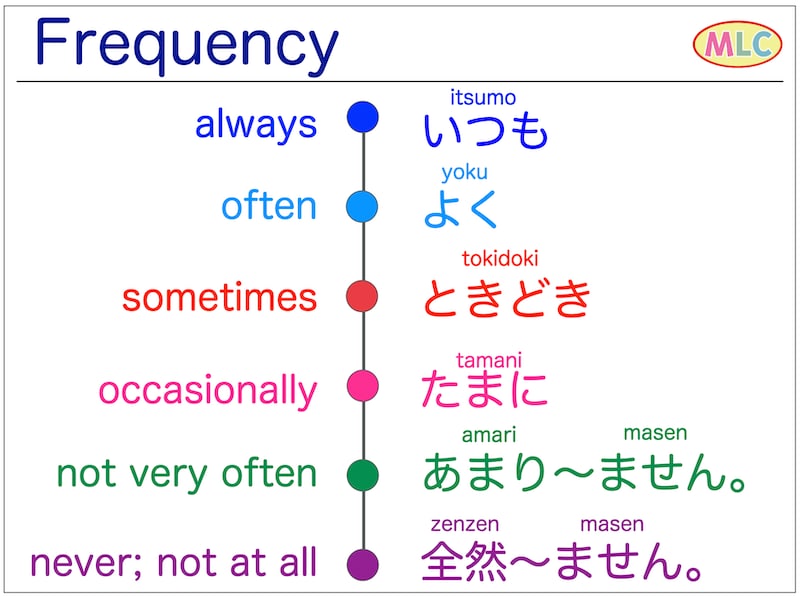 Frequency
MLC
always
itsumo
いつも
often
yoku
よく
sometimes
tokidoki
ときどき
occasionally
tamani
たまに
not very often
amari masen
あまり〜ません。
never; not at all
zenzen masen
全然〜ません。